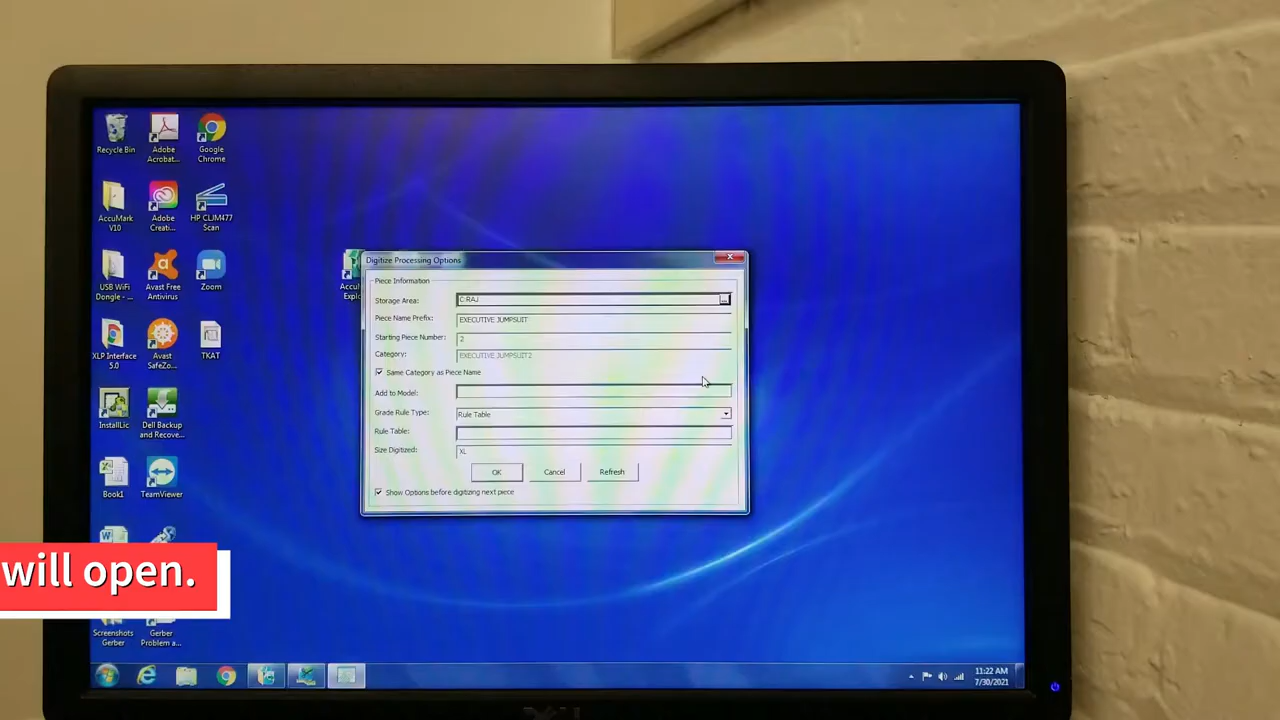 Recycle Bin
Adobe
Acrobat...
Google
Chrome
AccuMark
V10
Adobe
Creati...
HP CLJM477
Scan
USB WiFi
Dongle - ...
Avast Free
Antivirus
Zoom
XLP Interface
5.0
Avast
SafeZo...
TKAT
InstallLic
Dell Backup
and Recove...
Book1
TeamViewer
Screenshots
Gerber
Gerber
Problem a...
Digitize Processing Options
Piece Information
Storage Area: C:RAJ
Piece Name Prefix: EXECUTIVE JUMPSUIT
Starting Piece Number: 2
Category: EXECUTIVE JUMPSUIT2
Same Category as Piece Name
Add to Model:
Grade Rule Type: Rule Table
Rule Table:
Size Digitized: XL
OK Cancel Refresh
Show Options before digitizing next piece
will open.
11:22 AM
7/30/2021